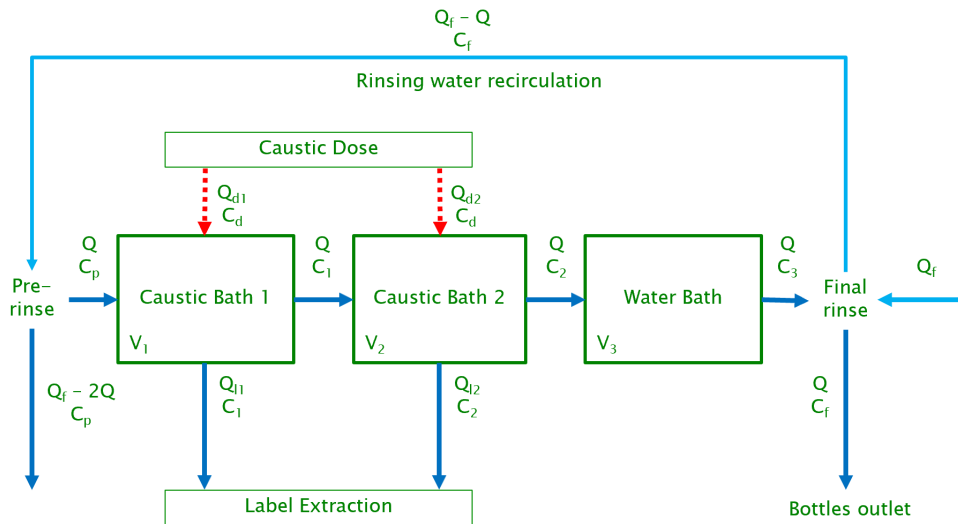 Q_f – Q
C_f
Rinsing water recirculation
Caustic Dose
Q_d1
C_d
Q_d2
C_d
Q
C_p
Q
C_1
Q
C_2
Q
C_3
Q_f
Pre-
rinse
Caustic Bath 1
Caustic Bath 2
Water Bath
Final
rinse
V_1
V_2
V_3
Q_f – 2Q
C_p
Q_l1
C_1
Q_l2
C_2
Q
C_f
Label Extraction
Bottles outlet